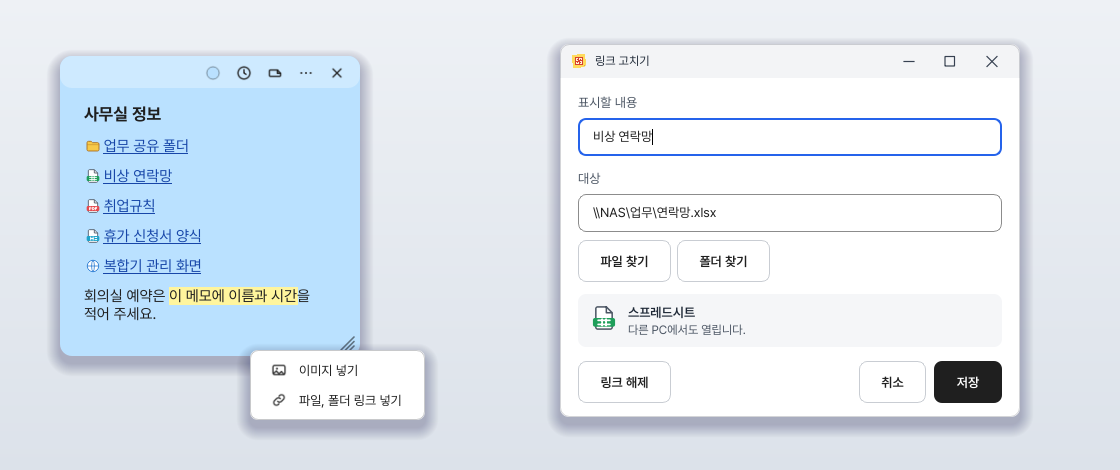 사무실 정보
업무 공유 폴더
비상 연락망
취업규칙
휴가 신청서 양식
복합기 관리 화면
회의실 예약은 이 메모에 이름과 시간을
적어 주세요.
이미지 넣기
파일, 폴더 링크 넣기
링크 고치기
표시할 내용
비상 연락망
대상
\\NAS\업무\연락망.xlsx
파일 찾기
폴더 찾기
스프레드시트
다른 PC에서도 열립니다.
링크 해제
취소
저장